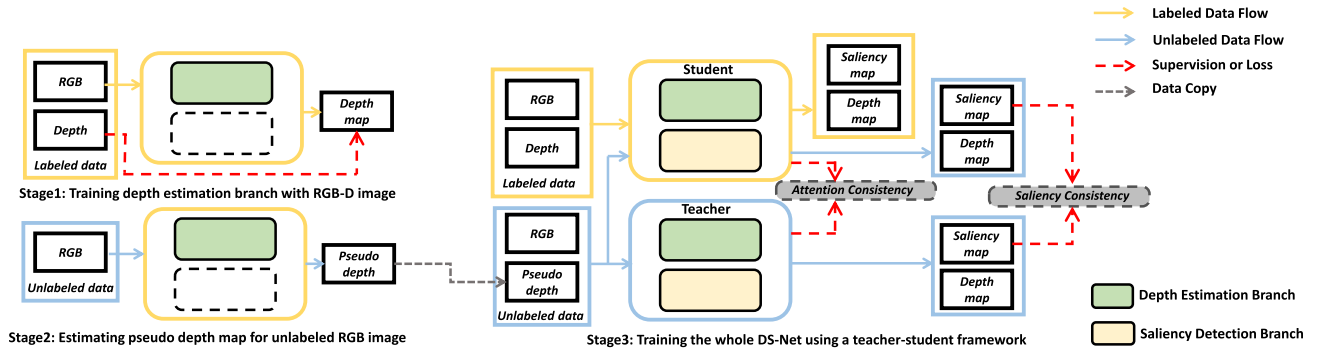 RGB
Depth
Labeled data
Depth
map
Stage1: Training depth estimation branch with RGB-D image
RGB
Unlabeled data
Pseudo
depth
Stage2: Estimating pseudo depth map for unlabeled RGB image
RGB
Depth
Labeled data
RGB
Pseudo
depth
Unlabeled data
Student
Teacher
Saliency
map
Depth
map
Attention Consistency
Saliency
map
Depth
map
Saliency
map
Depth
map
Saliency Consistency
Stage3: Training the whole DS-Net using a teacher-student framework
Labeled Data Flow
Unlabeled Data Flow
Supervision or Loss
Data Copy
Depth Estimation Branch
Saliency Detection Branch